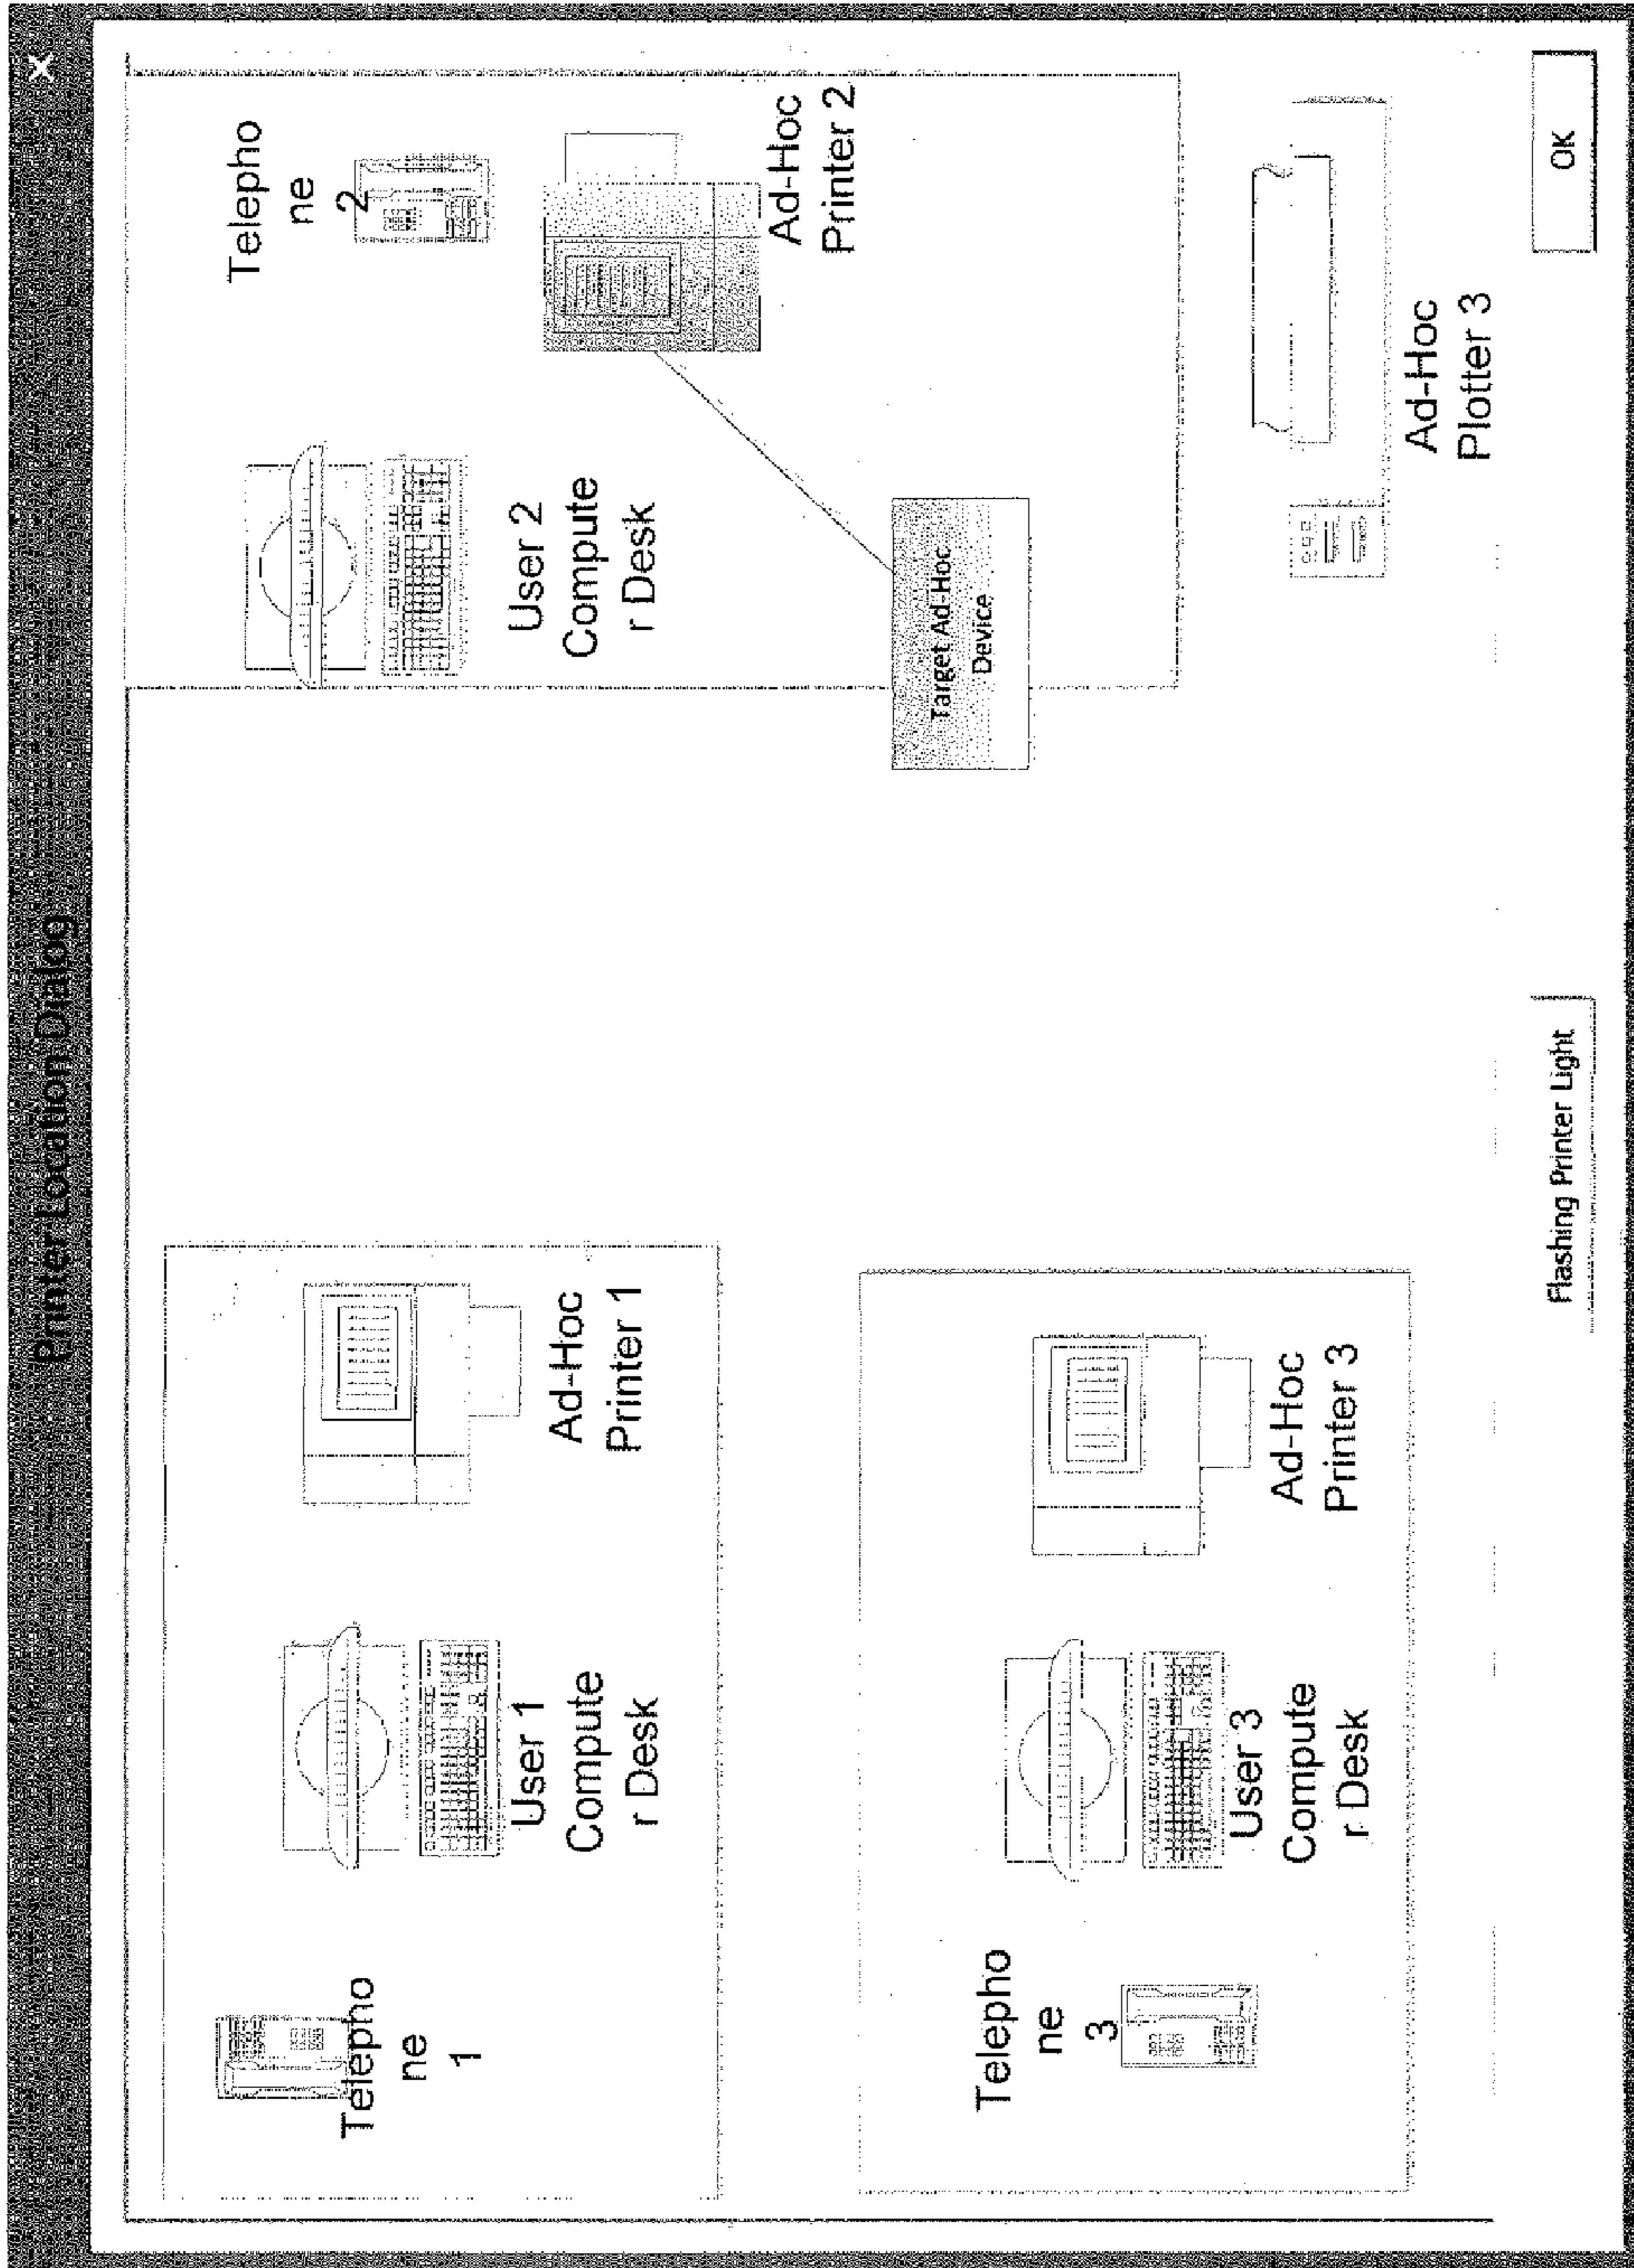 Printer Location Dialog
X
Telepho
ne
1
User 1
Compute
r Desk
Ad-Hoc
Printer 1
User 2
Compute
r Desk
Telepho
ne
2
Ad-Hoc
Printer 2
Target Ad-Hoc
Device
Telepho
ne
3
User 3
Compute
r Desk
Ad-Hoc
Printer 3
Ad-Hoc
Plotter 3
Flashing Printer Light
OK